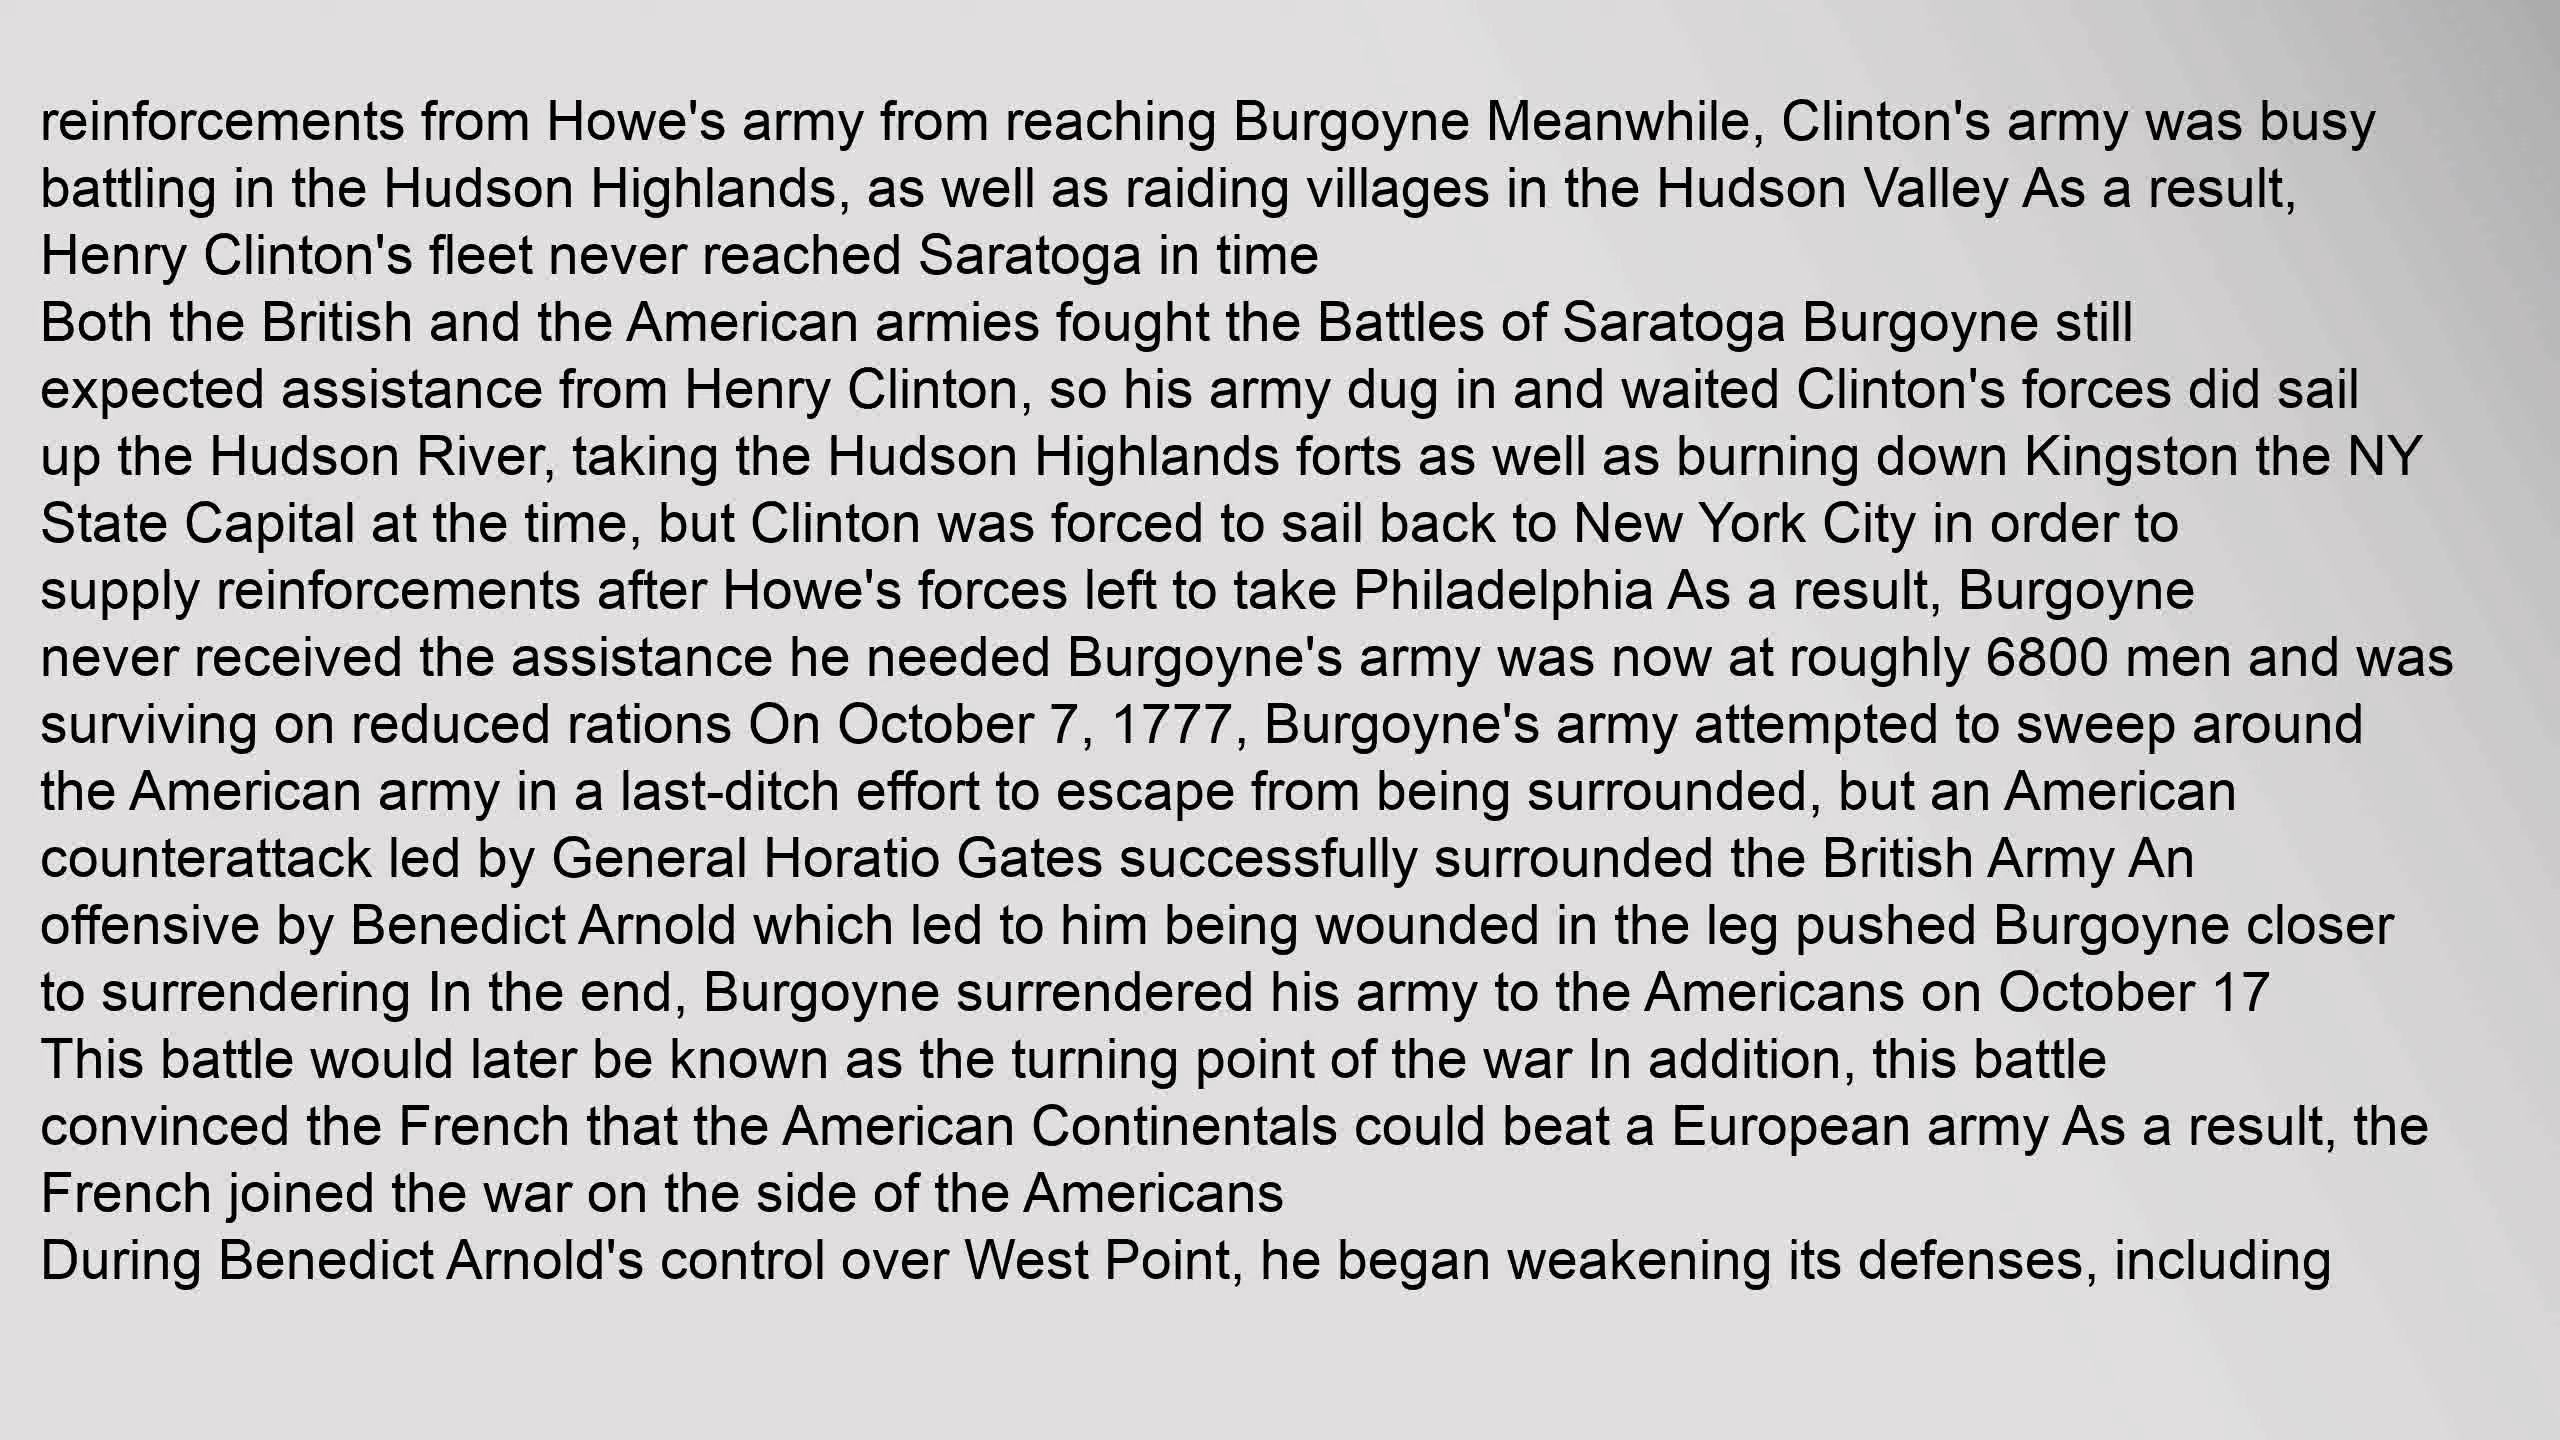 reinforcements from Howe's army from reaching Burgoyne Meanwhile, Clinton's army was busy
battling in the Hudson Highlands, as well as raiding villages in the Hudson Valley As a result,
Henry Clinton's fleet never reached Saratoga in time
Both the British and the American armies fought the Battles of Saratoga Burgoyne still
expected assistance from Henry Clinton, so his army dug in and waited Clinton's forces did sail
up the Hudson River, taking the Hudson Highlands forts as well as burning down Kingston the NY
State Capital at the time, but Clinton was forced to sail back to New York City in order to
supply reinforcements after Howe's forces left to take Philadelphia As a result, Burgoyne
never received the assistance he needed Burgoyne's army was now at roughly 6800 men and was
surviving on reduced rations On October 7, 1777, Burgoyne's army attempted to sweep around
the American army in a last-ditch effort to escape from being surrounded, but an American
counterattack led by General Horatio Gates successfully surrounded the British Army An
offensive by Benedict Arnold which led to him being wounded in the leg pushed Burgoyne closer
to surrendering In the end, Burgoyne surrendered his army to the Americans on October 17
This battle would later be known as the turning point of the war In addition, this battle
convinced the French that the American Continentals could beat a European army As a result, the
French joined the war on the side of the Americans
During Benedict Arnold's control over West Point, he began weakening its defenses, including